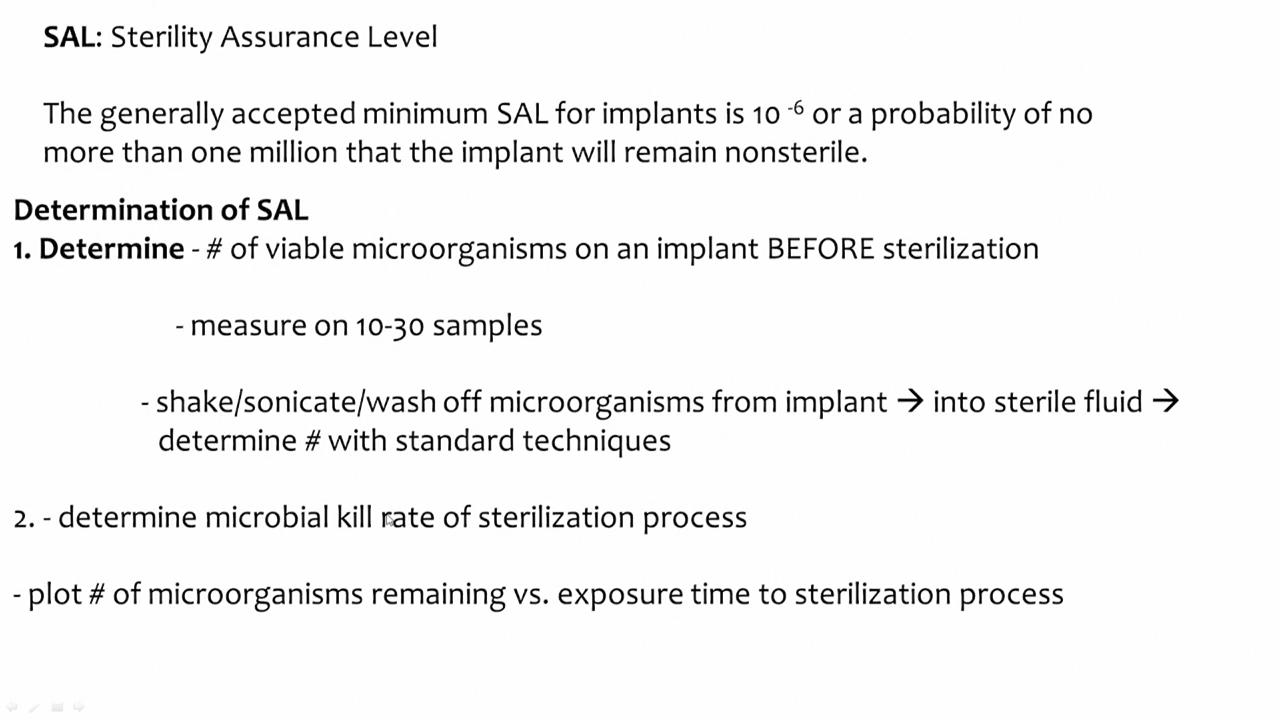 SAL: Sterility Assurance Level
The generally accepted minimum SAL for implants is 10 -6 or a probability of no
more than one million that the implant will remain nonsterile.
Determination of SAL
1. Determine - # of viable microorganisms on an implant BEFORE sterilization
- measure on 10-30 samples
- shake/sonicate/wash off microorganisms from implant → into sterile fluid →
determine # with standard techniques
2. - determine microbial kill rate of sterilization process
- plot # of microorganisms remaining vs. exposure time to sterilization process